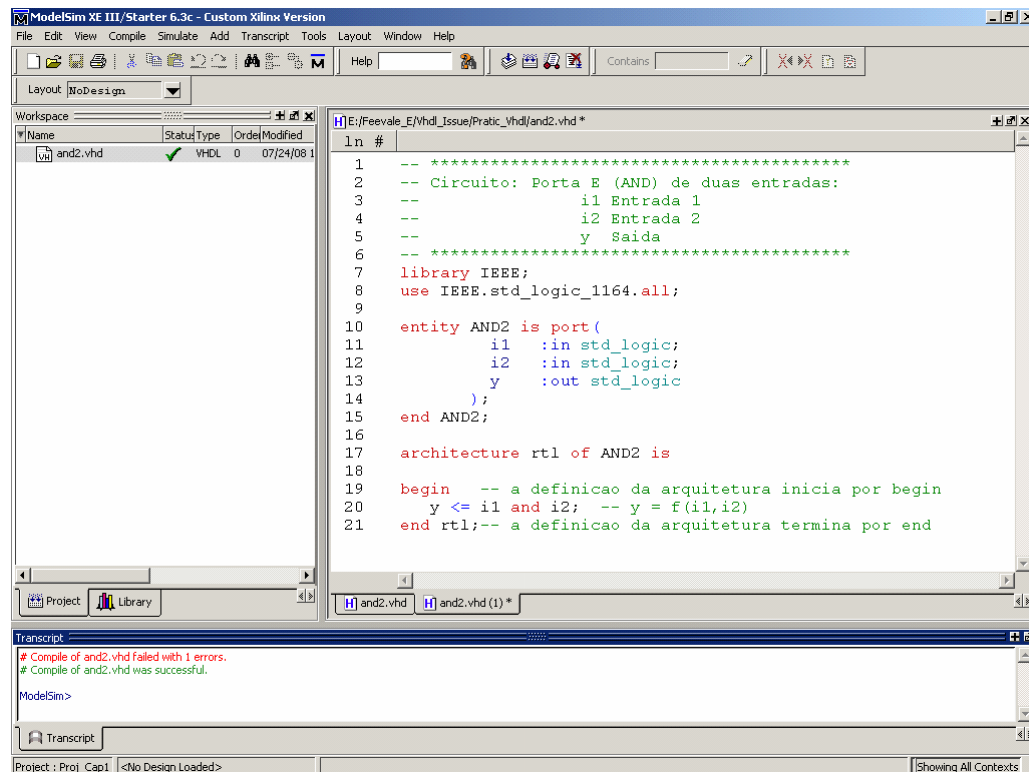 ModelSim XE III/Starter 6.3c - Custom Xilinx Version
File Edit View Compile Simulate Add Transcript Tools Layout Window Help
Help Contains
Layout NoDesign
Workspace
Name Status Type Order Modified
and2.vhd VHDL 0 07/24/08 1
Project Library
E:/Feevale_E/Vhdl_Issue/Pratic_Vhdl/and2.vhd *
ln #
1 -- ******************************************
2 -- Circuito: Porta E (AND) de duas entradas:
3 -- i1 Entrada 1
4 -- i2 Entrada 2
5 -- y Saida
6 -- ******************************************
7 library IEEE;
8 use IEEE.std_logic_1164.all;
9
10 entity AND2 is port(
11 i1 :in std_logic;
12 i2 :in std_logic;
13 y :out std_logic
14 );
15 end AND2;
16
17 architecture rtl of AND2 is
18
19 begin -- a definicao da arquitetura inicia por begin
20 y <= i1 and i2; -- y = f(i1,i2)
21 end rtl;-- a definicao da arquitetura termina por end
and2.vhd and2.vhd (1) *
Transcript
# Compile of and2.vhd failed with 1 errors.
# Compile of and2.vhd was successful.
ModelSim>
Transcript
Project : Proj_Cap1 <No Design Loaded> Showing All Contexts